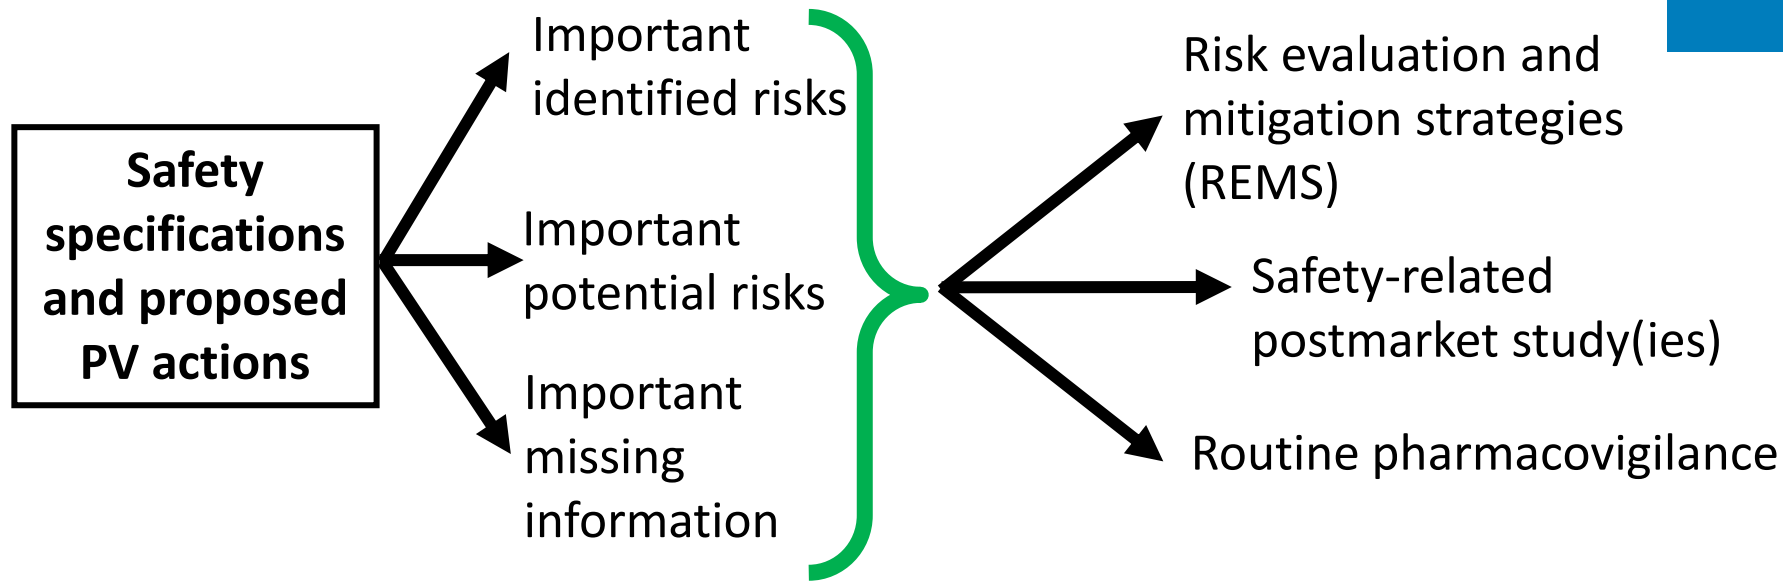 Safety
specifications
and proposed
PV actions
Important
identified risks
Important
potential risks
Important
missing
information
Risk evaluation and
mitigation strategies
(REMS)
Safety-related
postmarket study(ies)
Routine pharmacovigilance